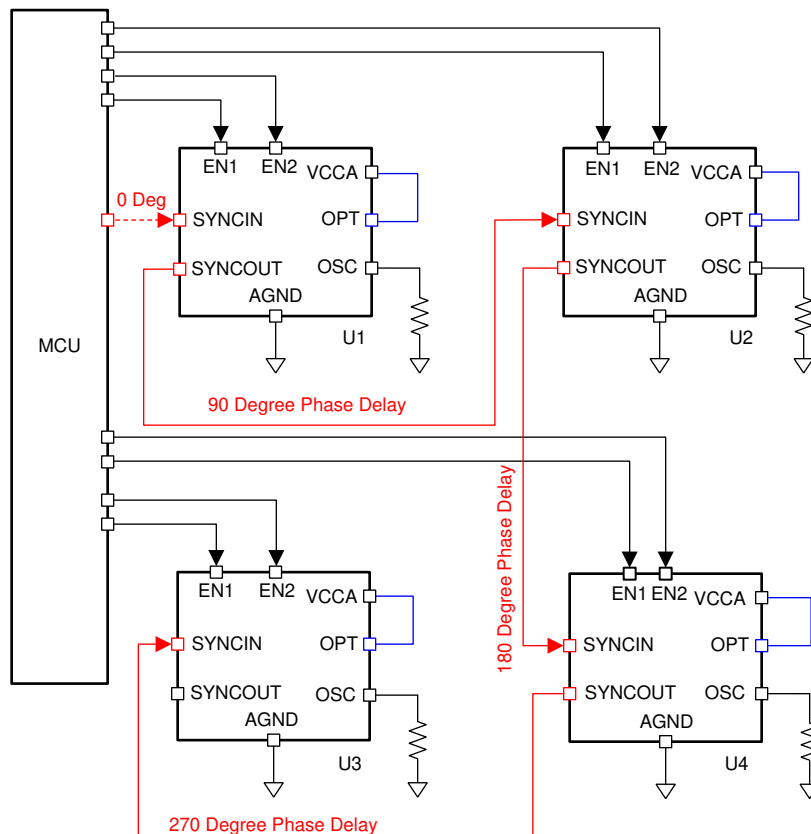 EN1 EN2
VCCA
0 Deg
SYNCIN
OPT
SYNCOUT
OSC
AGND
U1
EN1 EN2
VCCA
SYNCIN
OPT
SYNCOUT
OSC
AGND
U2
MCU
90 Degree Phase Delay
180 Degree Phase Delay
EN1 EN2
VCCA
SYNCIN
OPT
SYNCOUT
OSC
AGND
U3
EN1 EN2
VCCA
SYNCIN
OPT
SYNCOUT
OSC
AGND
U4
270 Degree Phase Delay